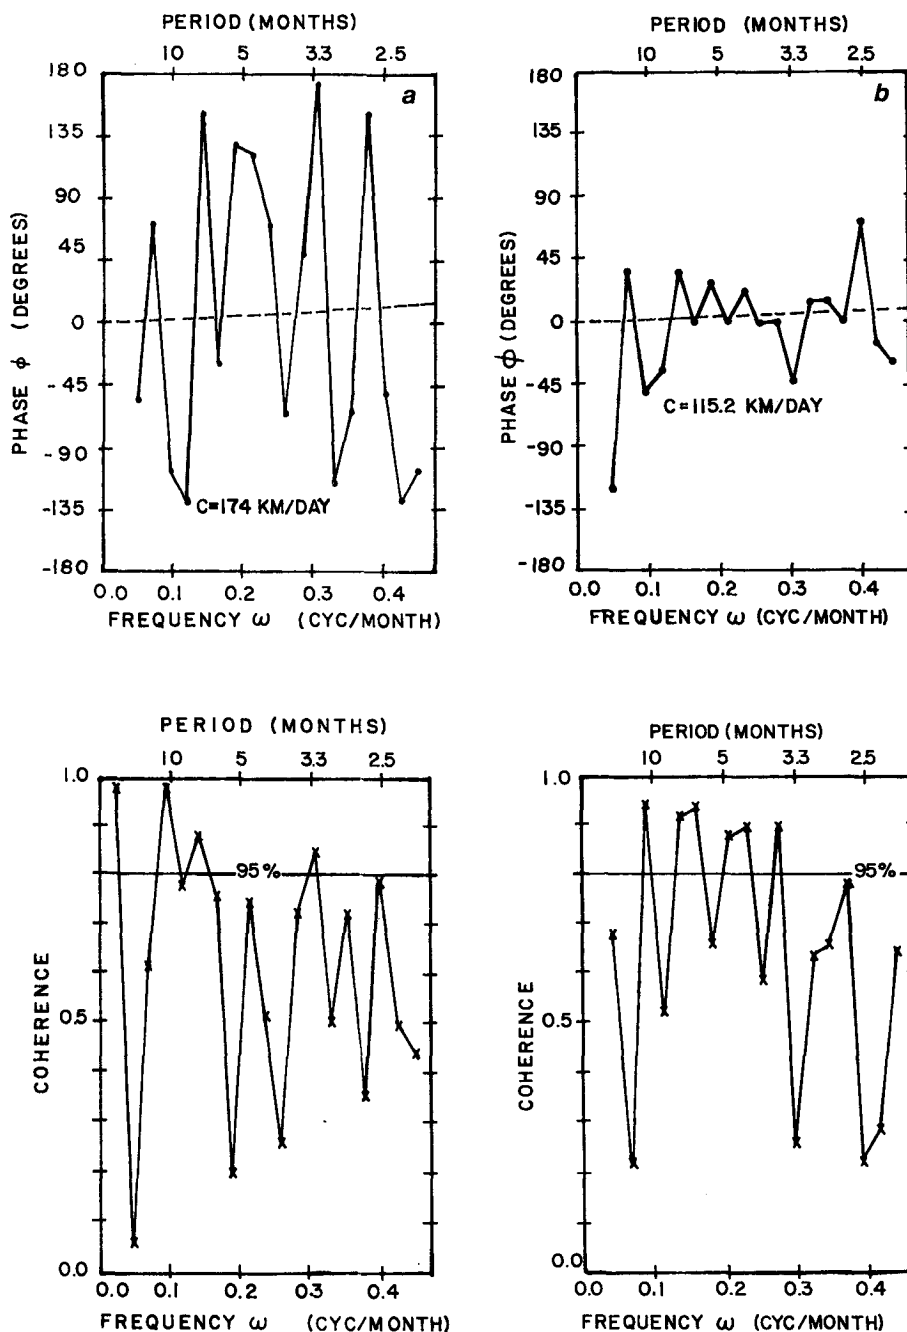 PERIOD (MONTHS)
10 5 3.3 2.5
180
135
90
45
0
-45
-90
-135
-180
PHASE ϕ (DEGREES)
a
C=174 KM/DAY
0.0 0.1 0.2 0.3 0.4
FREQUENCY ω (CYC/MONTH)
PERIOD (MONTHS)
10 5 3.3 2.5
180
135
90
45
0
-45
-90
-135
-180
PHASE ϕ (DEGREES)
b
C=115.2 KM/DAY
0.0 0.1 0.2 0.3 0.4
FREQUENCY ω (CYC/MONTH)
PERIOD (MONTHS)
10 5 3.3 2.5
1.0
0.5
0.0
COHERENCE
95%
0.0 0.1 0.2 0.3 0.4
FREQUENCY ω (CYC/MONTH)
PERIOD (MONTHS)
10 5 3.3 2.5
1.0
0.5
0.0
COHERENCE
95%
0.0 0.1 0.2 0.3 0.4
FREQUENCY ω (CYC/MONTH)